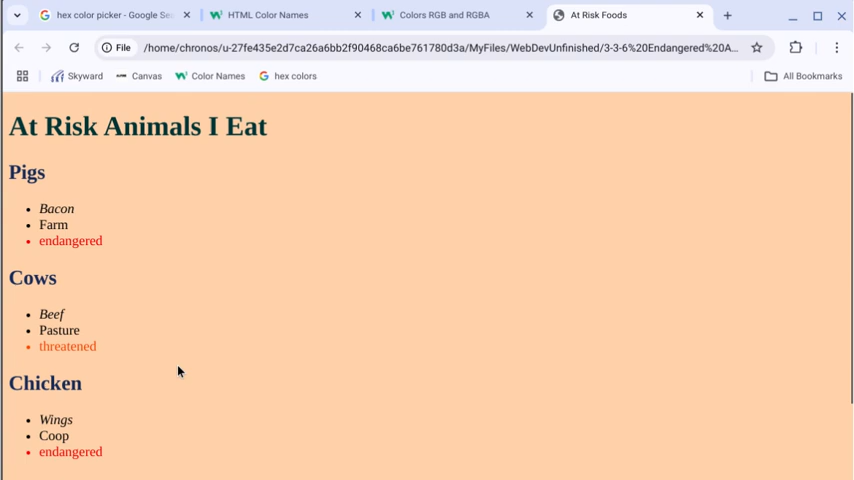 hex color picker - Google Sea
HTML Color Names
Colors RGB and RGBA
At Risk Foods
File
/home/chronos/u-27fe435e2d7ca26a6bb2f90468ca6be761780d3a/MyFiles/WebDevUnfinished/3-3-6%20Endangered%20A...
Skyward
Canvas
Color Names
hex colors
All Bookmarks
At Risk Animals I Eat
Pigs
• Bacon
• Farm
• endangered
Cows
• Beef
• Pasture
• threatened
Chicken
• Wings
• Coop
• endangered